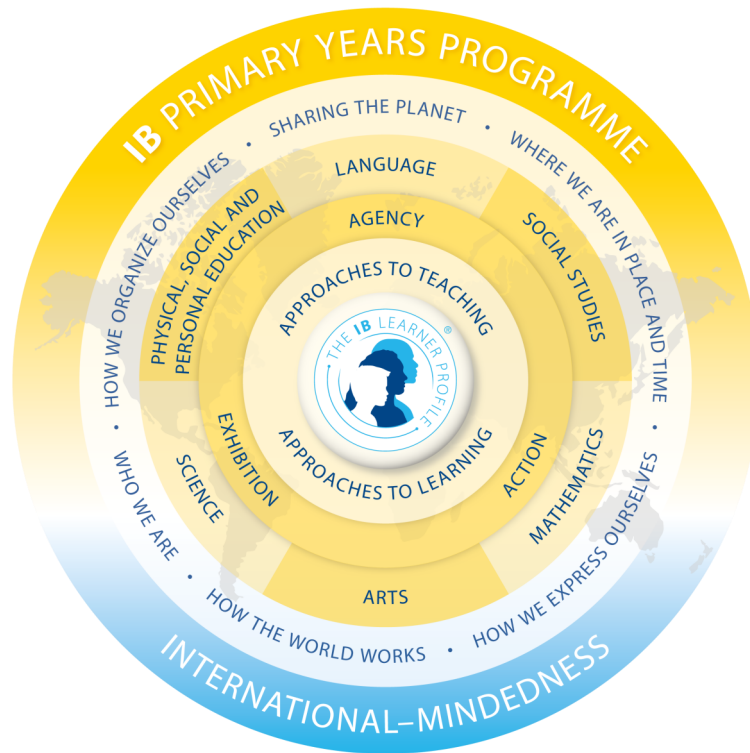 IB PRIMARY YEARS PROGRAMME
SHARING THE PLANET
•
WHERE WE ARE IN PLACE AND TIME
•
HOW WE EXPRESS OURSELVES
•
HOW THE WORLD WORKS
•
WHO WE ARE
•
HOW WE ORGANIZE OURSELVES
•
LANGUAGE
SOCIAL STUDIES
MATHEMATICS
ARTS
SCIENCE
PHYSICAL, SOCIAL AND
PERSONAL EDUCATION
AGENCY
ACTION
EXHIBITION
APPROACHES TO TEACHING
APPROACHES TO LEARNING
THE IB LEARNER PROFILE ®
INTERNATIONAL–MINDEDNESS